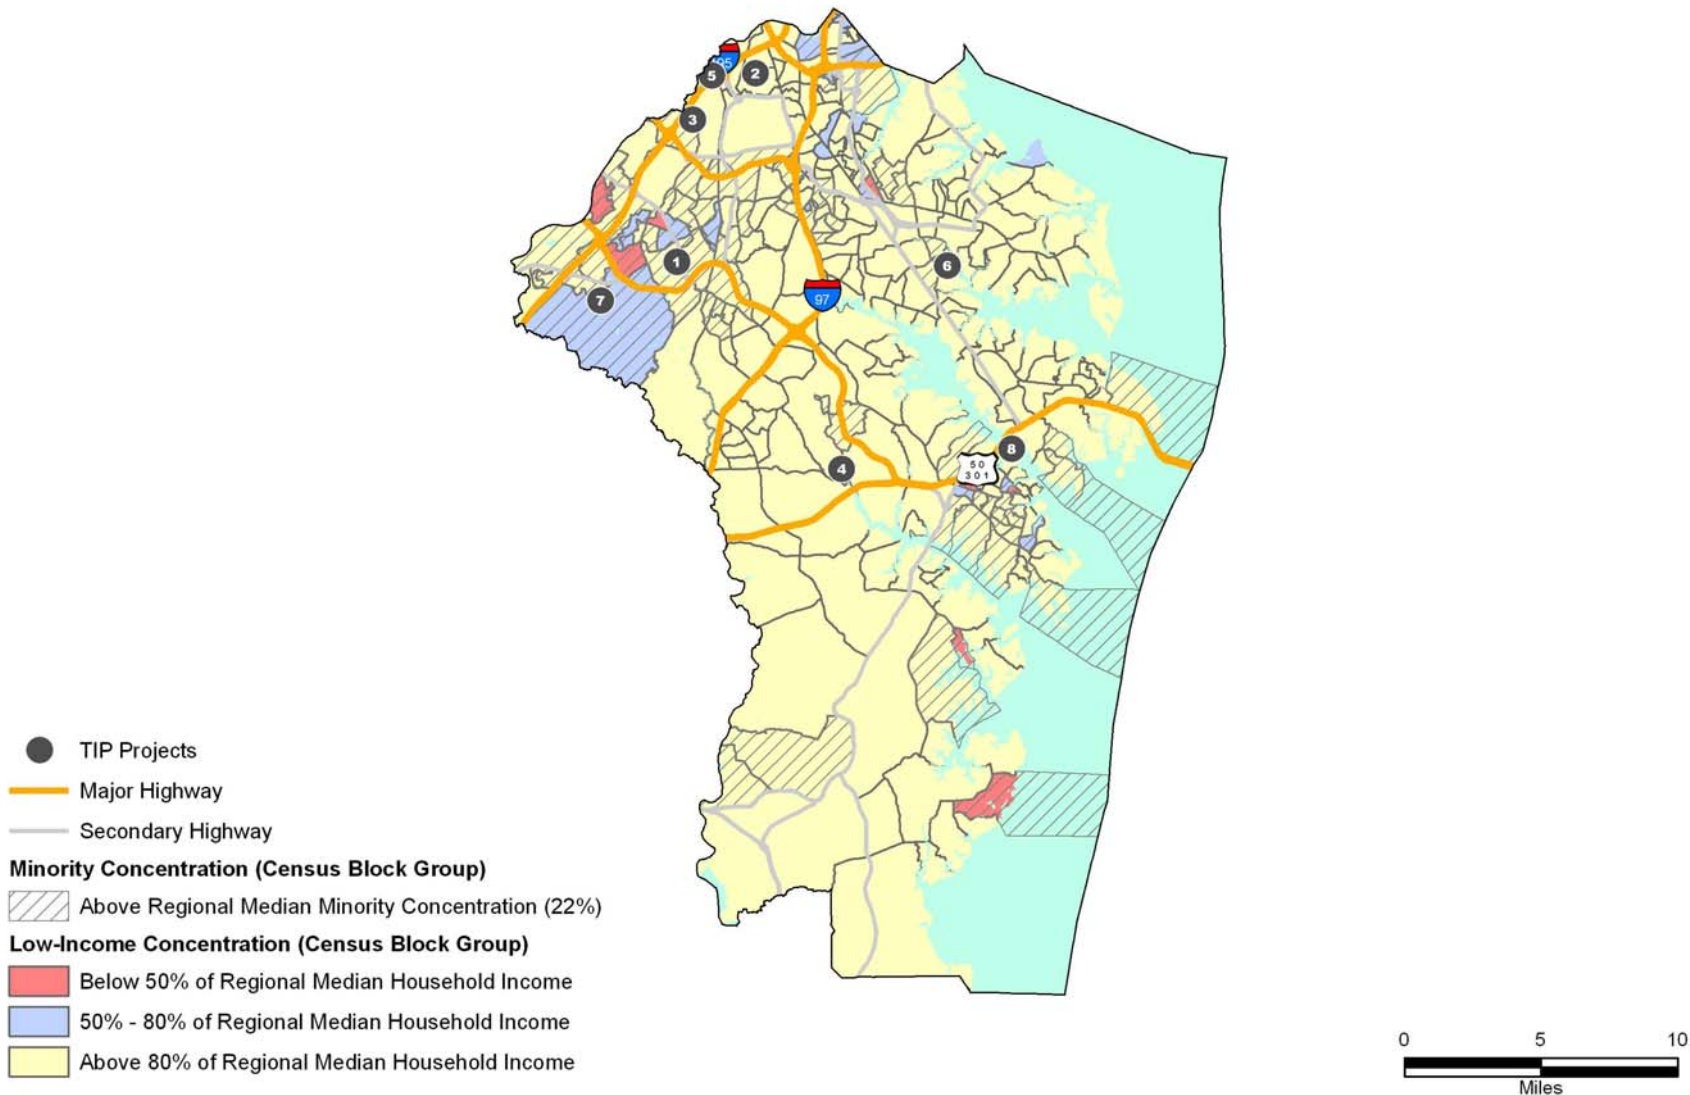 95
5
2
3
1
6
7
97
4
8
50
301
TIP Projects
Major Highway
Secondary Highway
Minority Concentration (Census Block Group)
Above Regional Median Minority Concentration (22%)
Low-Income Concentration (Census Block Group)
Below 50% of Regional Median Household Income
50% - 80% of Regional Median Household Income
Above 80% of Regional Median Household Income
0 5 10
Miles